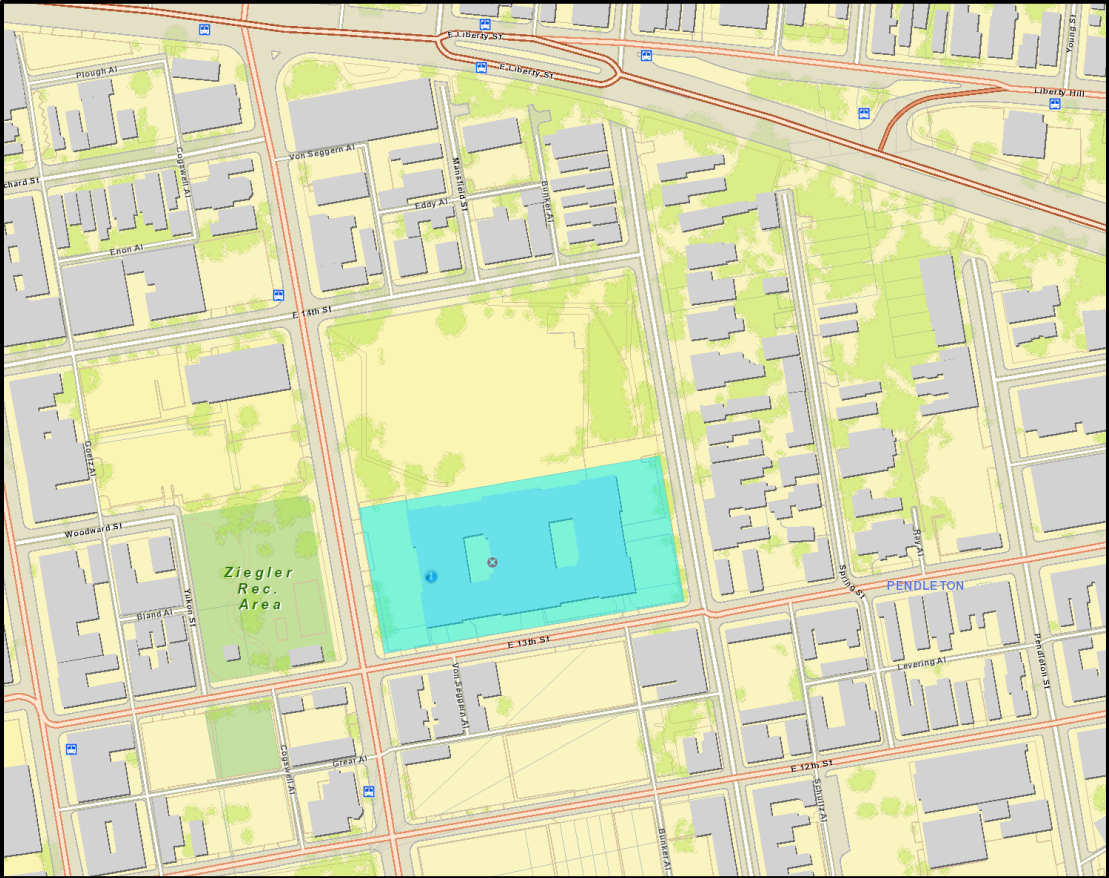 E Liberty St
Young St
E Liberty St
Plough Al
Liberty Hill
Von Seggern Al
Cogswell Al
chard St
Mansfield St
Bunker Al
Eddy Al
Enon Al
E 14th St
Goetz Al
Woodward St
Ray Al
Ziegler
Rec.
Area
i
Spring St
PENDLETON
Yukon St
Bland Al
E 13th St
Levering Al
Pendleton St
Von Seggern Al
Cogswell Al
Grear Al
E 12th St
Schultz Al
Bunker Al